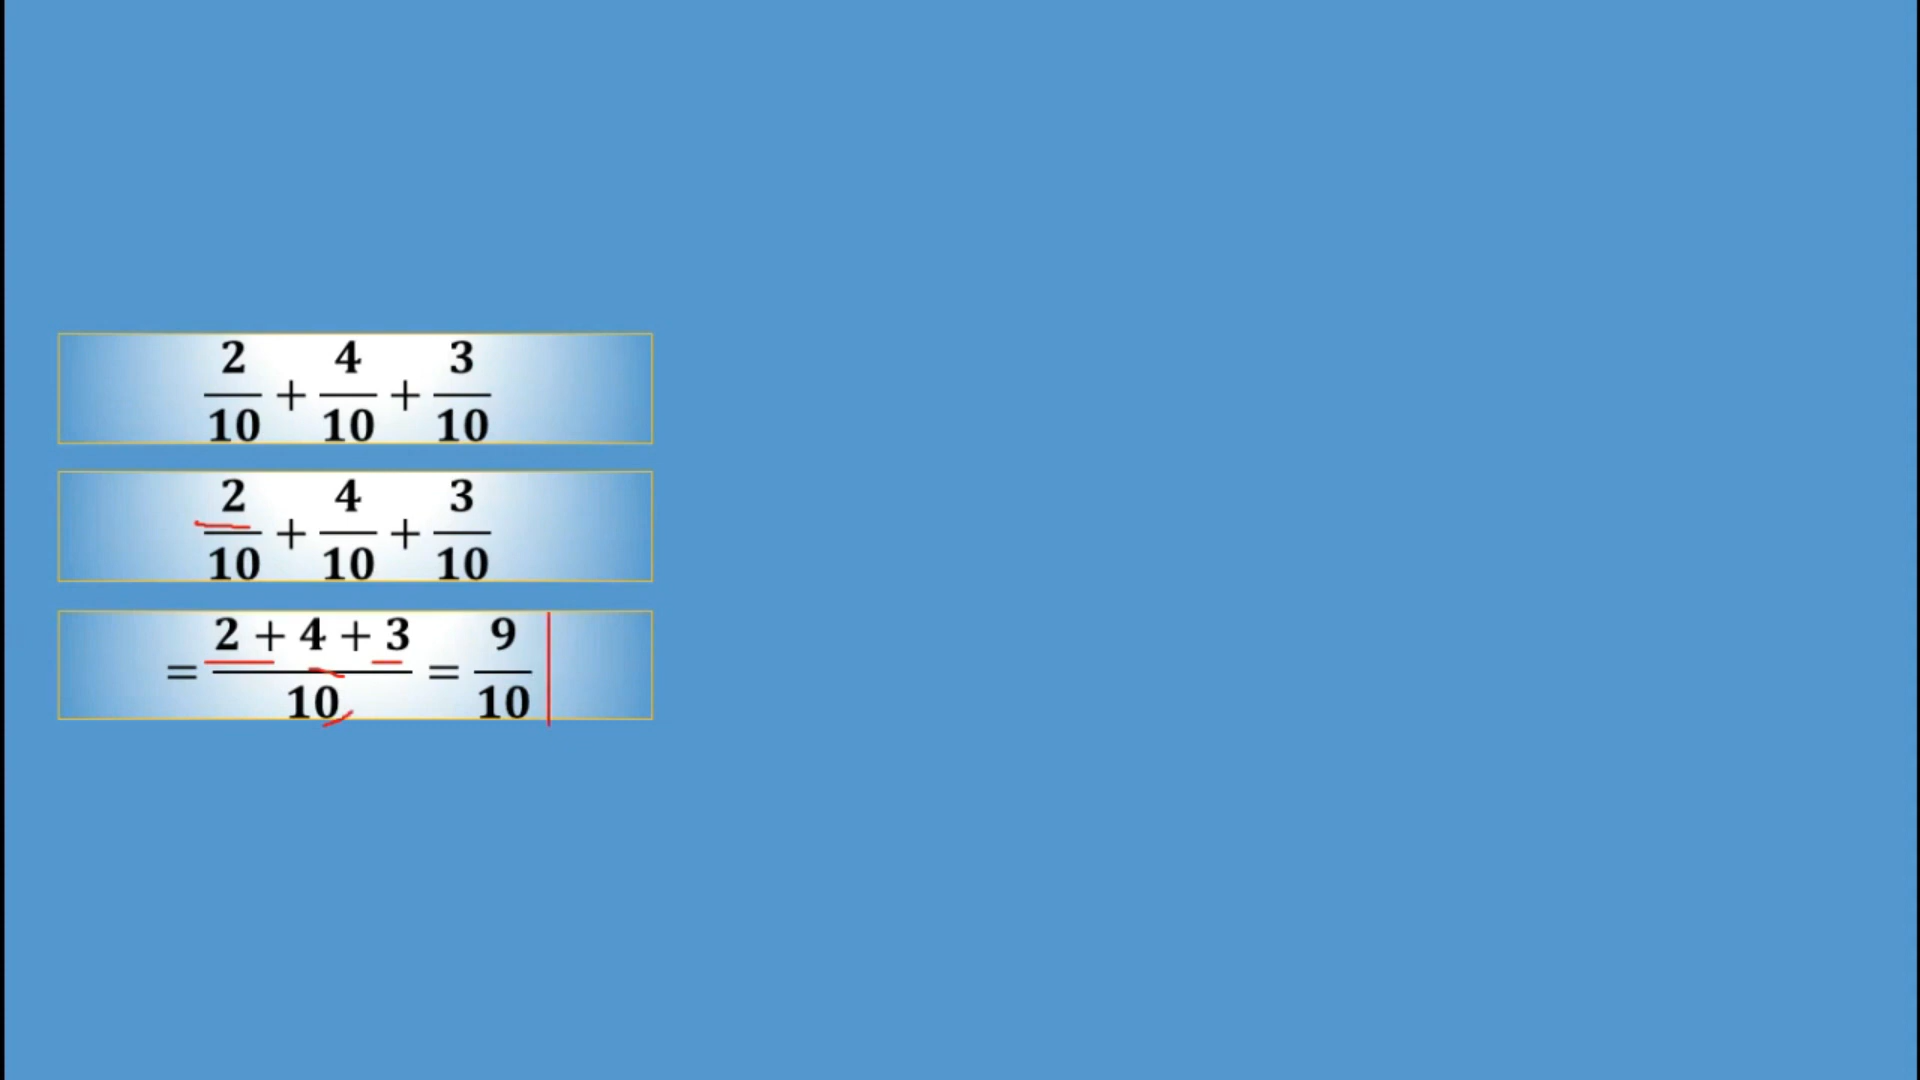 2/10 + 4/10 + 3/10
2/10 + 4/10 + 3/10
= (2 + 4 + 3)/10 = 9/10